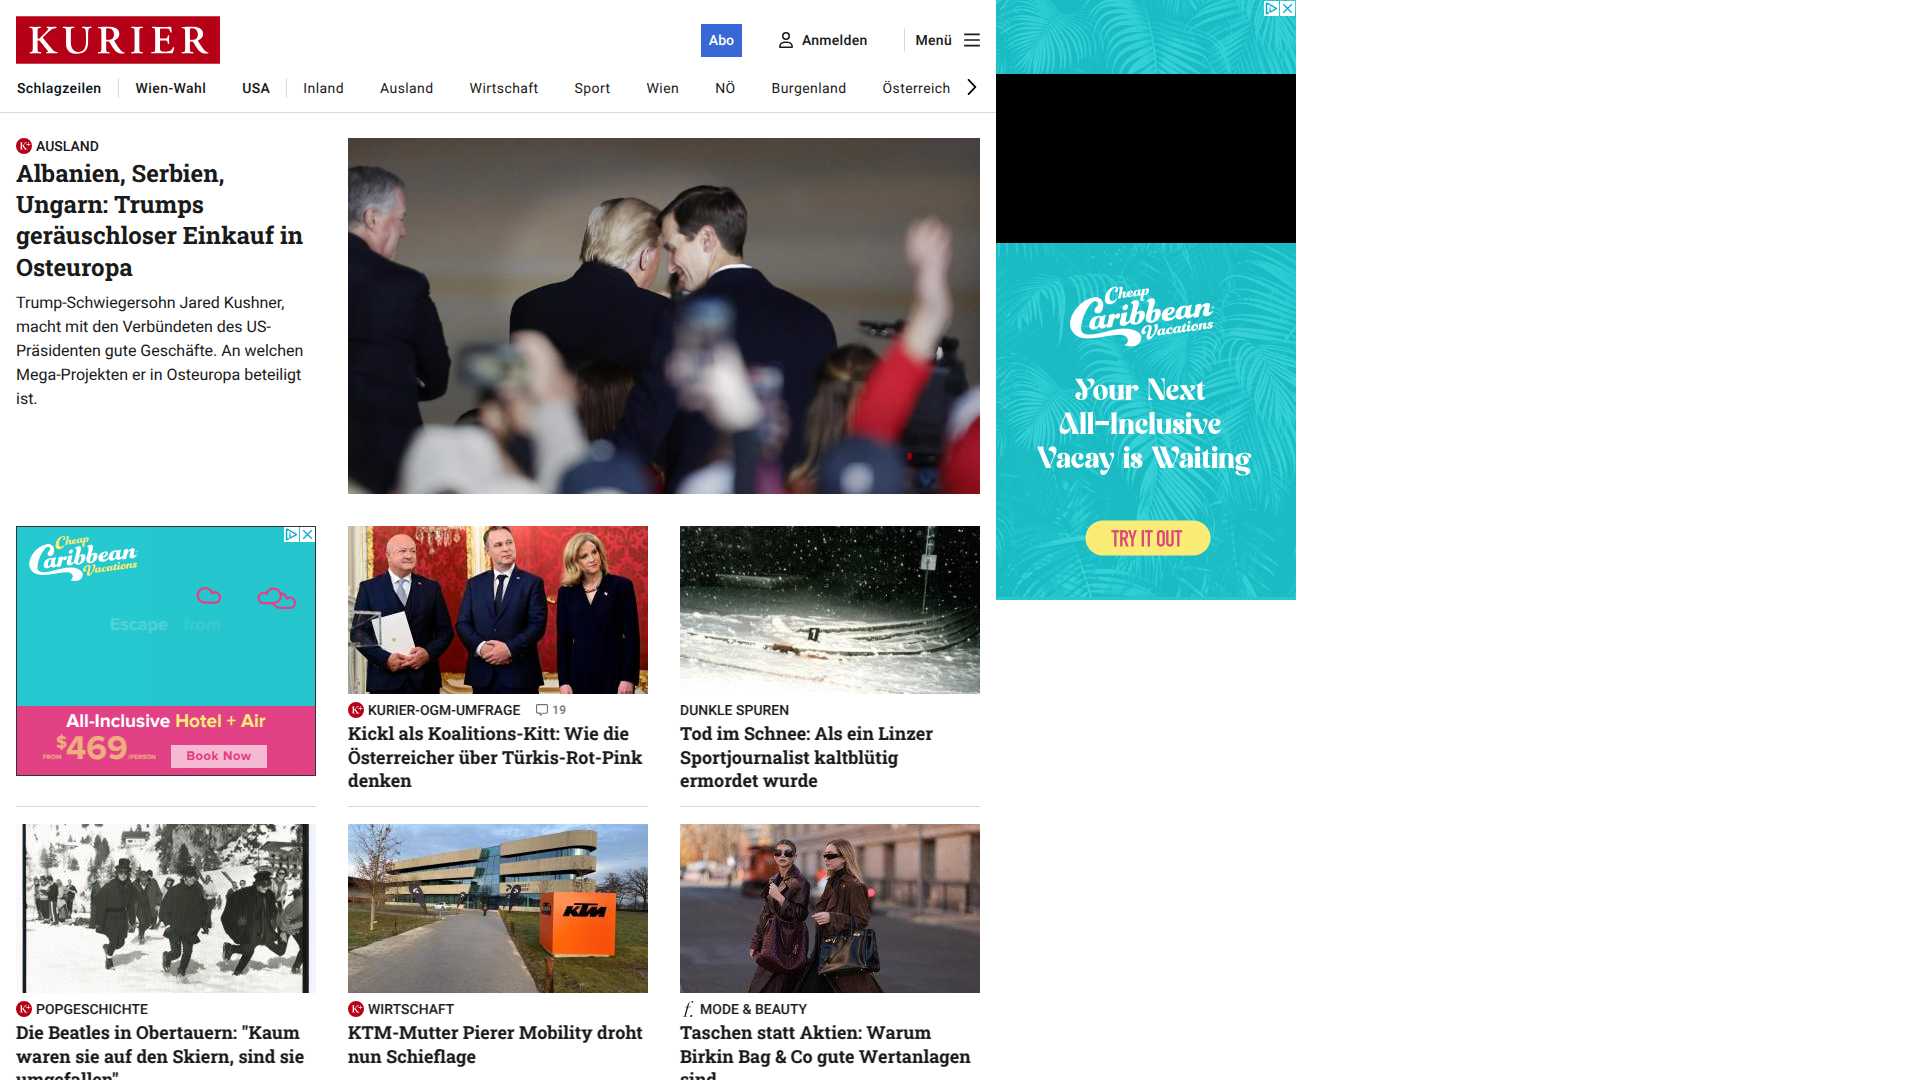 KURIER
Abo
Anmelden
Menü
Schlagzeilen
Wien-Wahl
USA
Inland
Ausland
Wirtschaft
Sport
Wien
NÖ
Burgenland
Österreich
AUSLAND
Albanien, Serbien,
Ungarn: Trumps
geräuschloser Einkauf in
Osteuropa
Trump-Schwiegersohn Jared Kushner,
macht mit den Verbündeten des US-
Präsidenten gute Geschäfte. An welchen
Mega-Projekten er in Osteuropa beteiligt
ist.
Cheap
Caribbean
Vacations
Your Next
All-Inclusive
Vacay is Waiting
TRY IT OUT
Cheap
Caribbean
Vacations
Escape from
All-Inclusive Hotel + Air
FROM $469 /PERSON
Book Now
KURIER-OGM-UMFRAGE 19
Kickl als Koalitions-Kitt: Wie die
Österreicher über Türkis-Rot-Pink
denken
DUNKLE SPUREN
Tod im Schnee: Als ein Linzer
Sportjournalist kaltblütig
ermordet wurde
POPGESCHICHTE
Die Beatles in Obertauern: "Kaum
waren sie auf den Skiern, sind sie
umgefallen"
KTM
WIRTSCHAFT
KTM-Mutter Pierer Mobility droht
nun Schieflage
MODE & BEAUTY
Taschen statt Aktien: Warum
Birkin Bag & Co gute Wertanlagen
sind